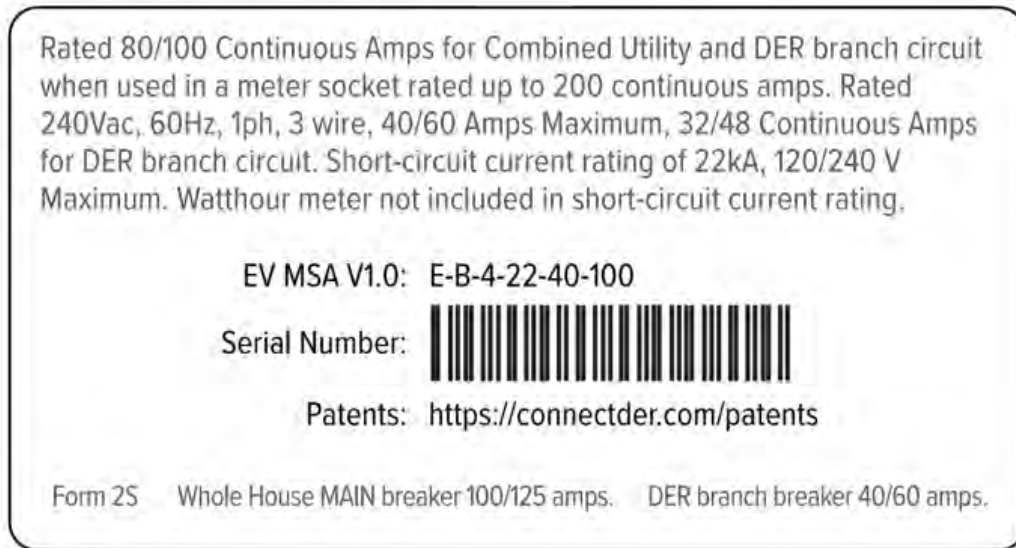 Rated 80/100 Continuous Amps for Combined Utility and DER branch circuit
when used in a meter socket rated up to 200 continuous amps. Rated
240Vac, 60Hz, 1ph, 3 wire, 40/60 Amps Maximum, 32/48 Continuous Amps
for DER branch circuit. Short-circuit current rating of 22kA, 120/240 V
Maximum. Watthour meter not included in short-circuit current rating.
EV MSA V1.0: E-B-4-22-40-100
Serial Number:
Patents: https://connectder.com/patents
Form 2S Whole House MAIN breaker 100/125 amps. DER branch breaker 40/60 amps.